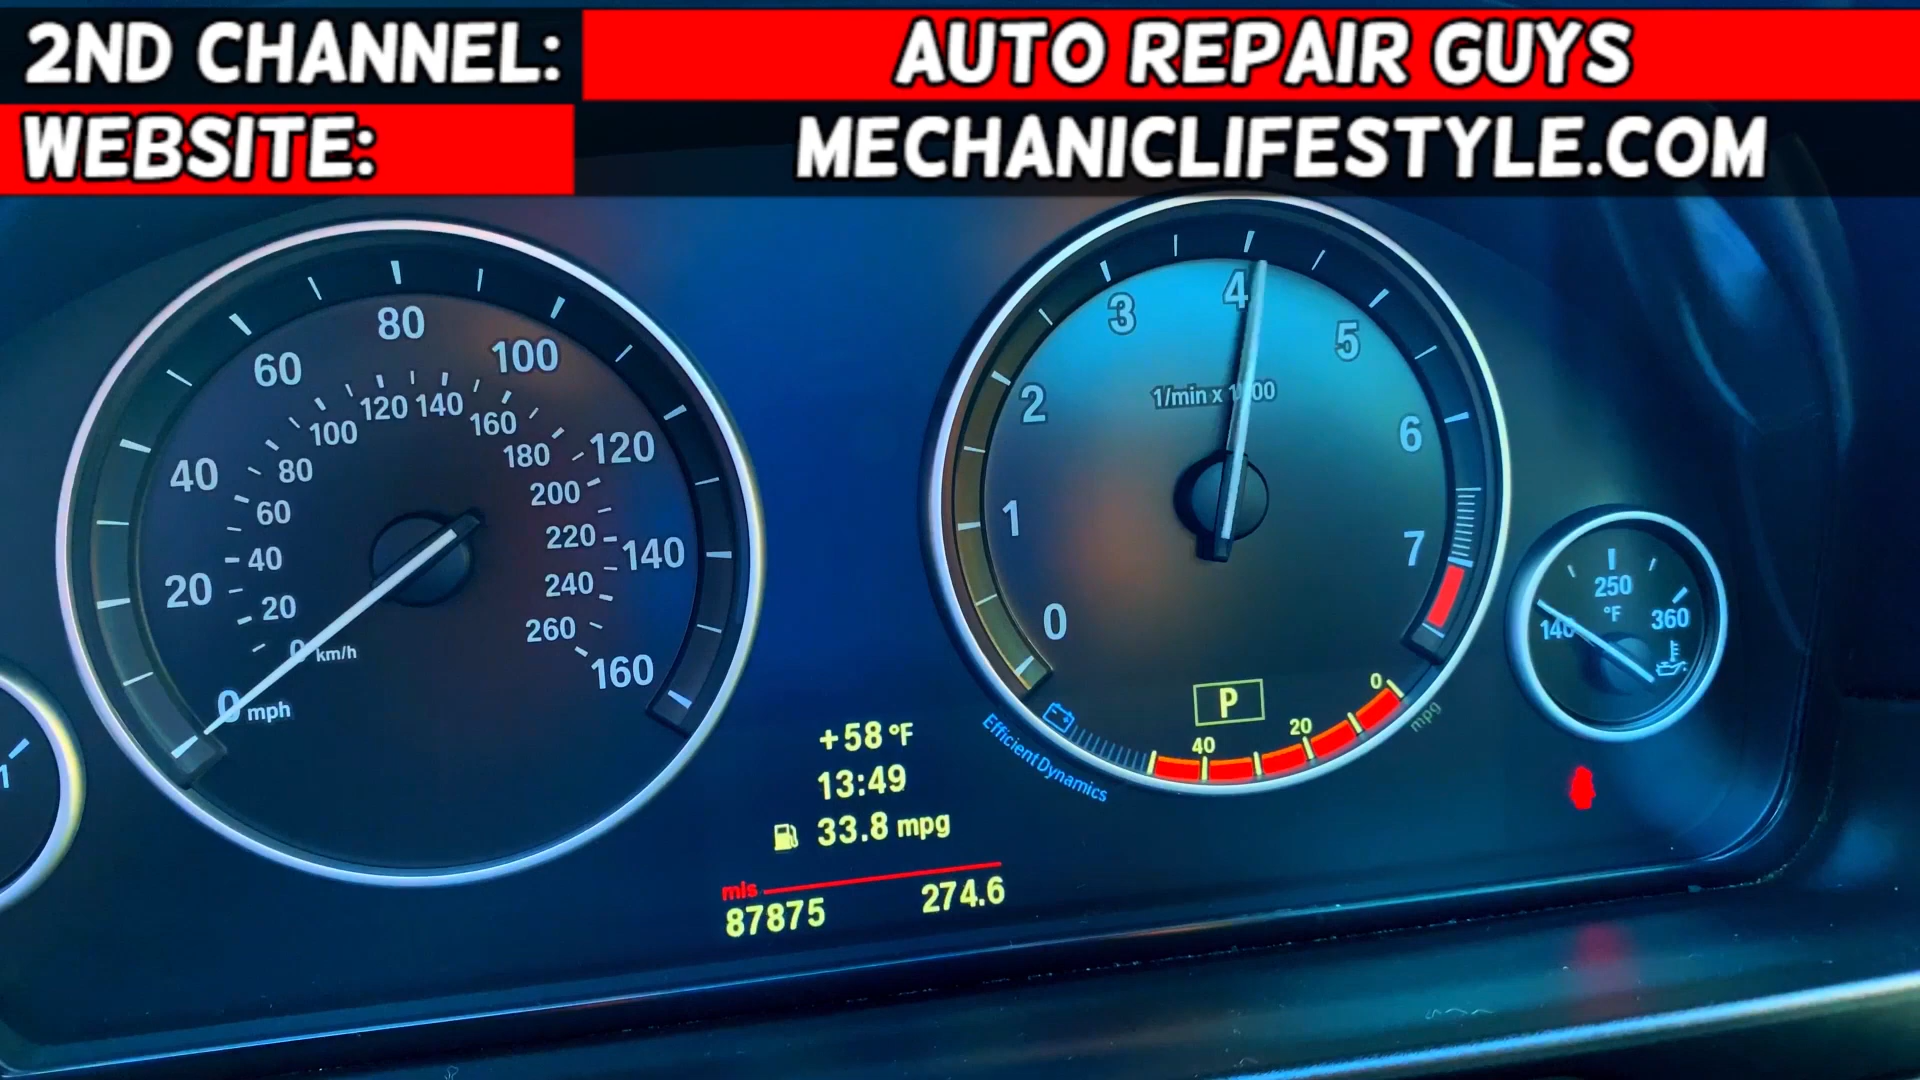 2ND CHANNEL: AUTO REPAIR GUYS
WEBSITE: MECHANICLIFESTYLE.COM
0 20 40 60 80 100 120 140 160
mph
0 20 40 60 80 100 120 140 160 180 200 220 240 260
km/h
0 1 2 3 4 5 6 7
P
40 20 0
mpg
EfficientDynamics
140 250 360
°F
1
+58 °F
13:49
33.8 mpg
mls
87875 274.6